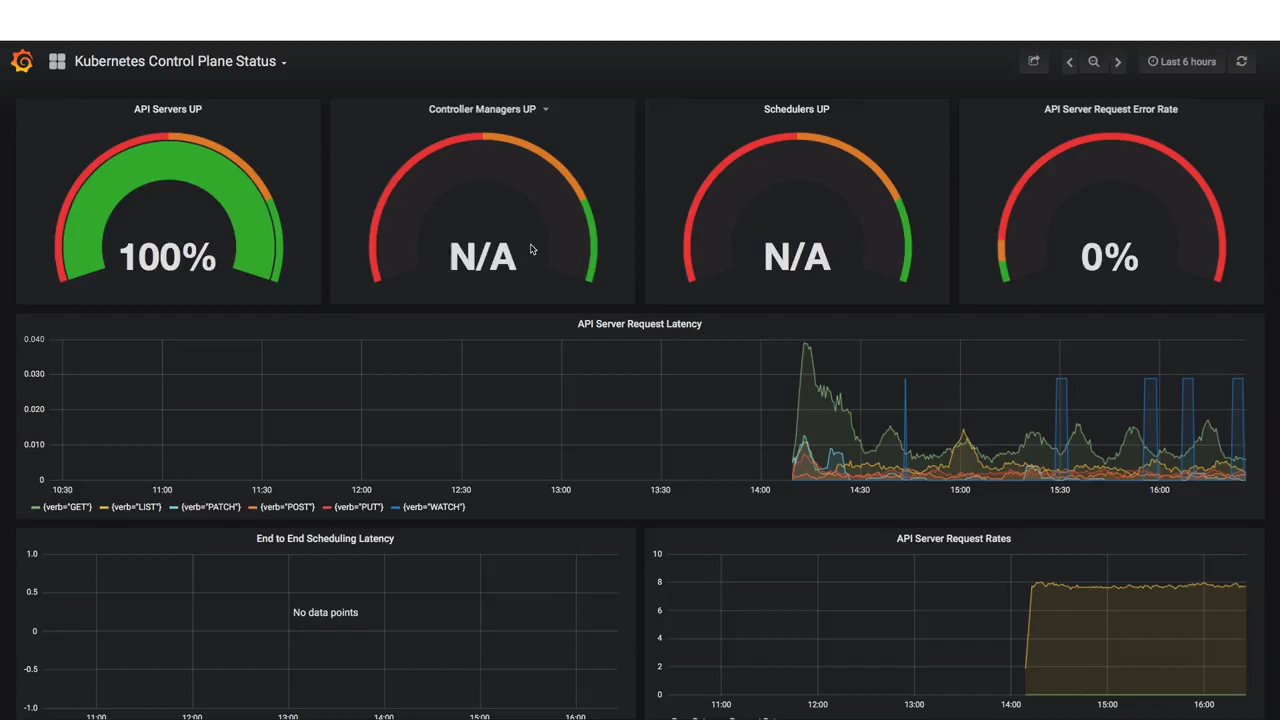 Kubernetes Control Plane Status
Last 6 hours
API Servers UP
Controller Managers UP
Schedulers UP
API Server Request Error Rate
100%
N/A
N/A
0%
API Server Request Latency
0.040
0.030
0.020
0.010
0
10:30 11:00 11:30 12:00 12:30 13:00 13:30 14:00 14:30 15:00 15:30 16:00
{verb="GET"} {verb="LIST"} {verb="PATCH"} {verb="POST"} {verb="PUT"} {verb="WATCH"}
End to End Scheduling Latency
1.0
0.5
0
-0.5
-1.0
No data points
11:00 12:00 13:00 14:00 15:00 16:00
API Server Request Rates
10
8
6
4
2
0
11:00 12:00 13:00 14:00 15:00 16:00